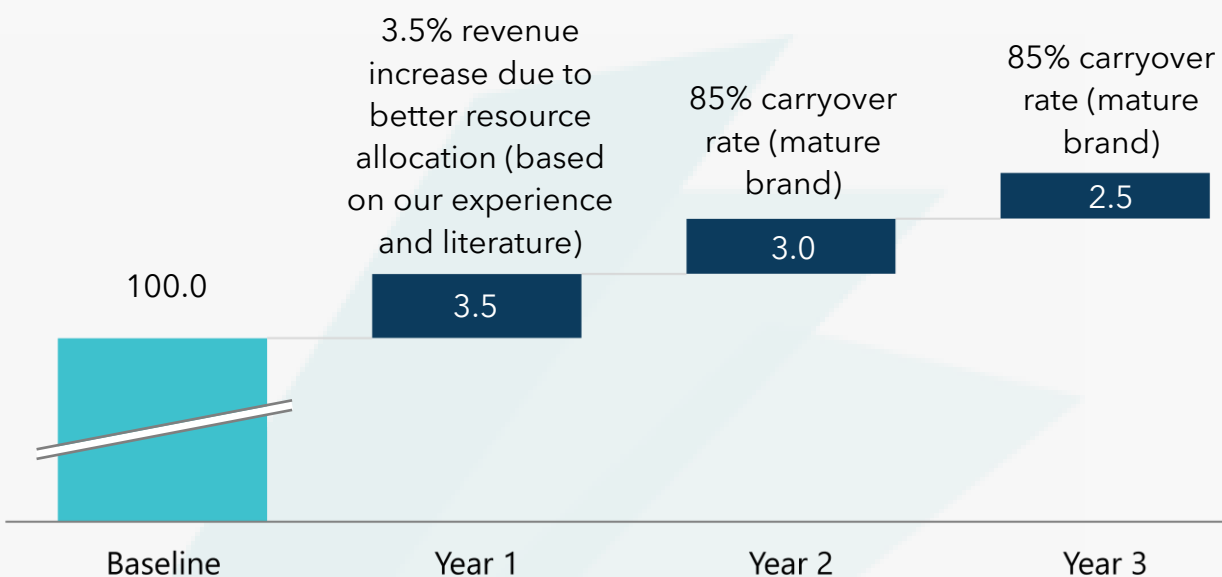 3.5% revenue
increase due to
better resource
allocation (based
on our experience
and literature)
85% carryover
rate (mature
brand)
85% carryover
rate (mature
brand)
100.0
3.5
3.0
2.5
Baseline
Year 1
Year 2
Year 3